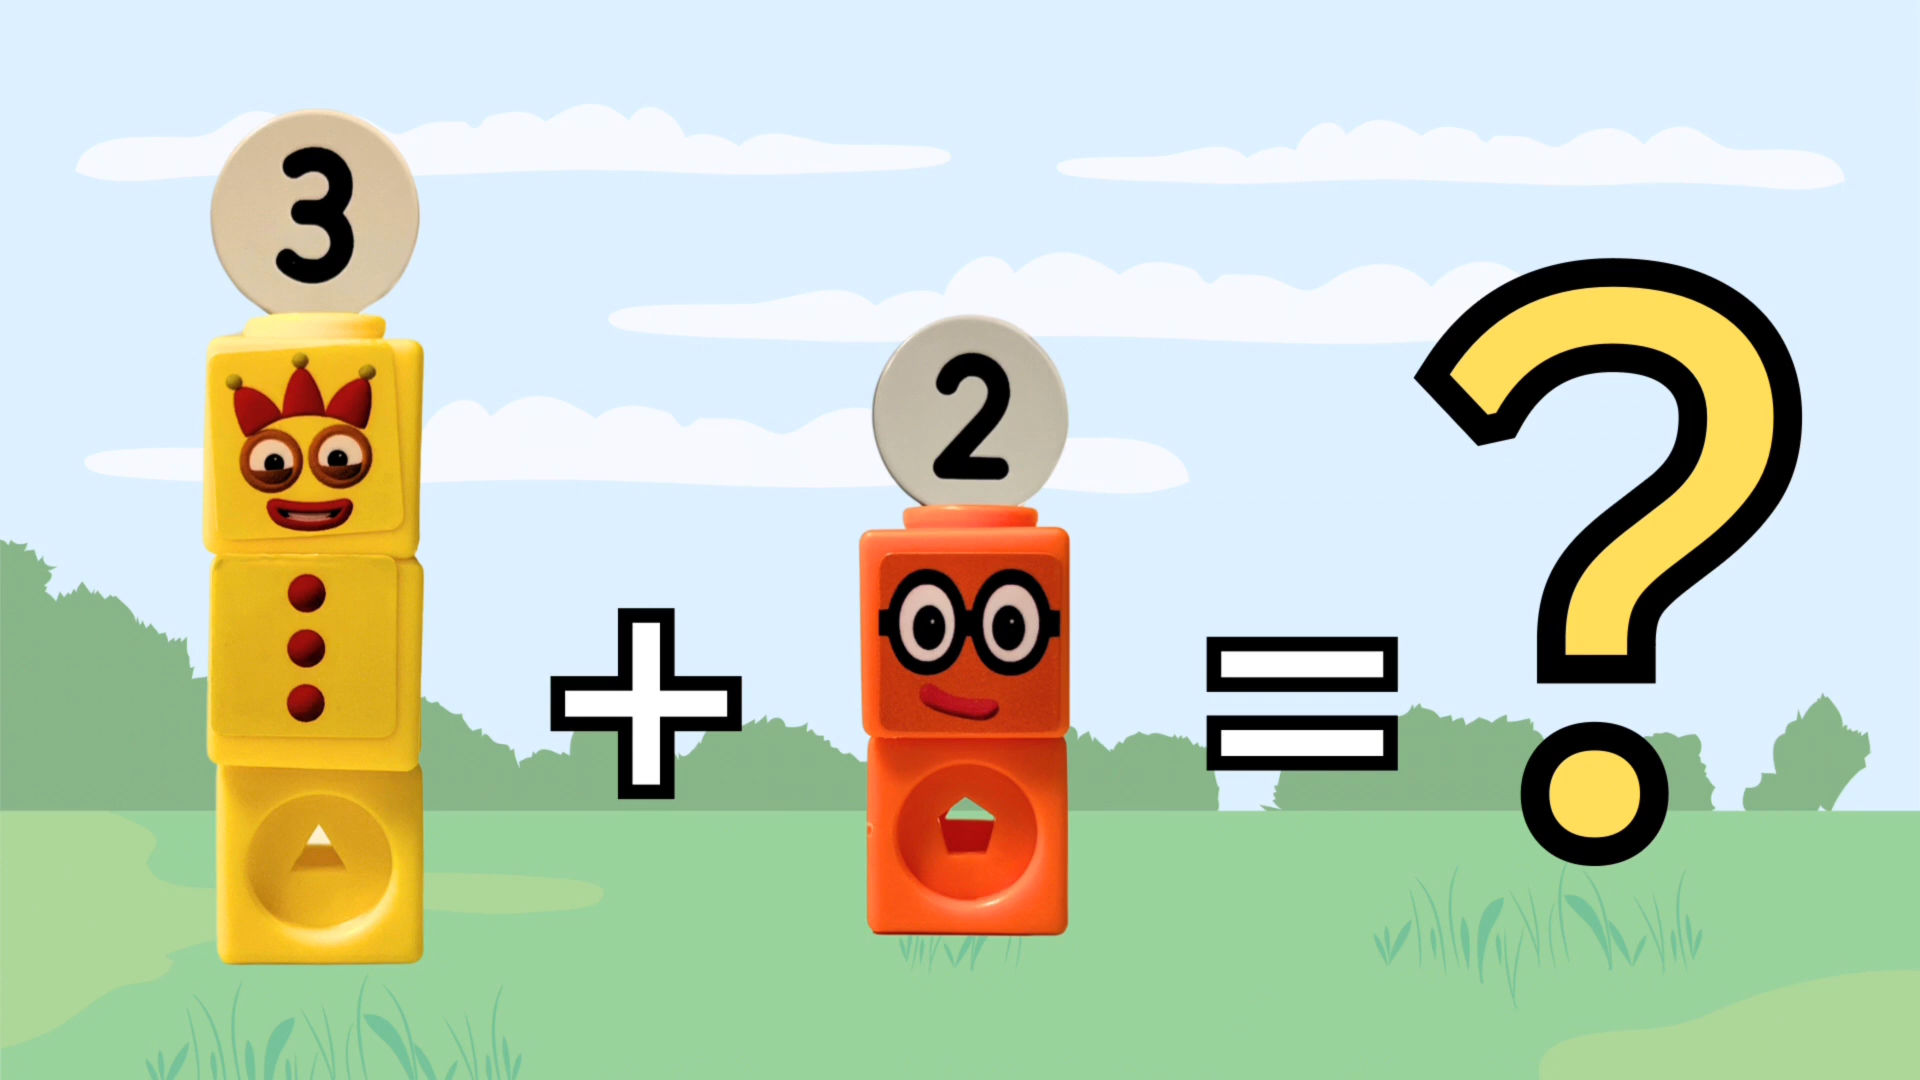 3 + 2 = ?